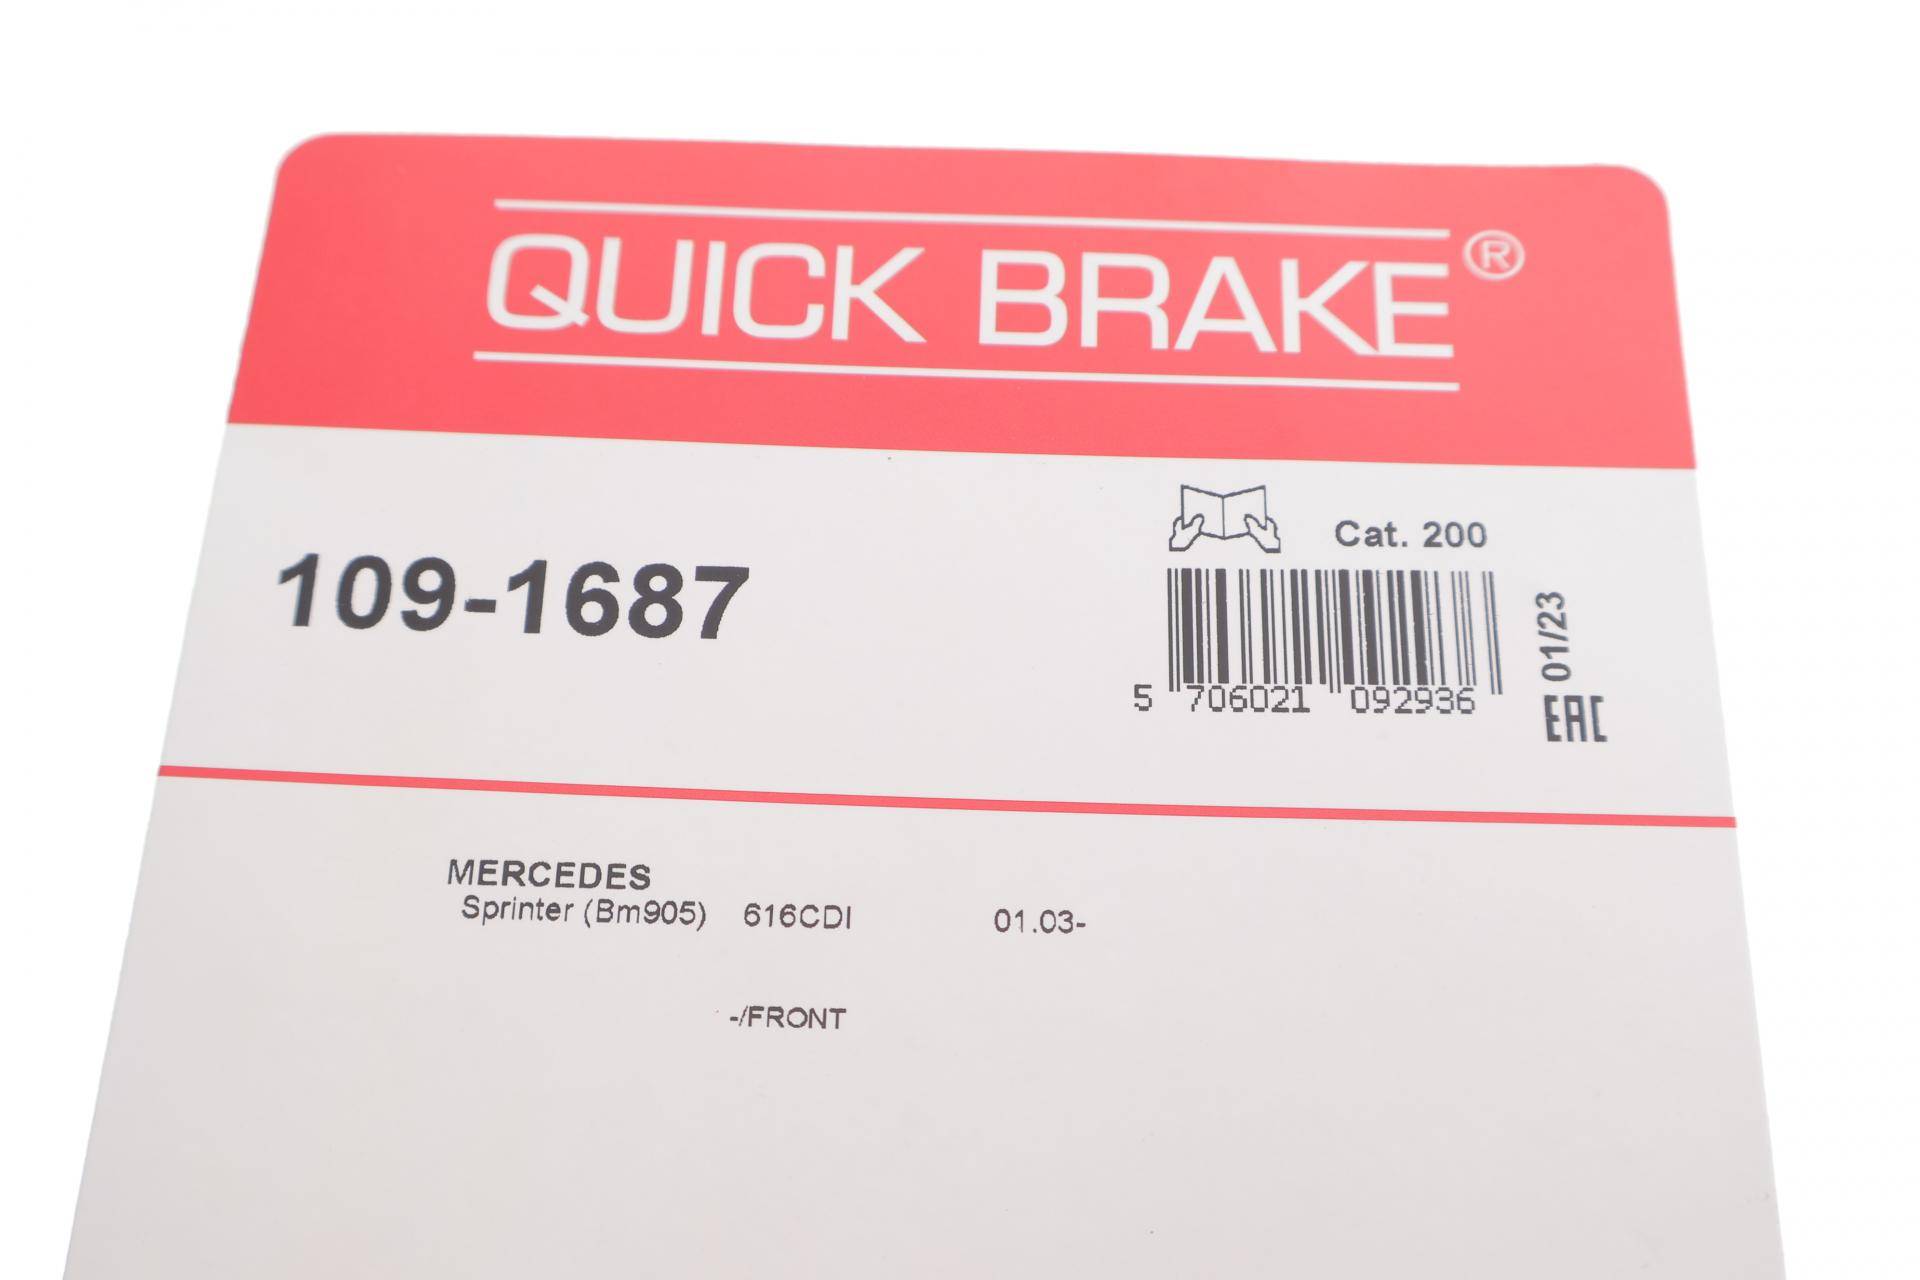 QUICK BRAKE®
109-1687
Cat. 200
5 706021 092936
01/23
EAC
MERCEDES
Sprinter (Bm905) 616CDI 01.03-
-/FRONT